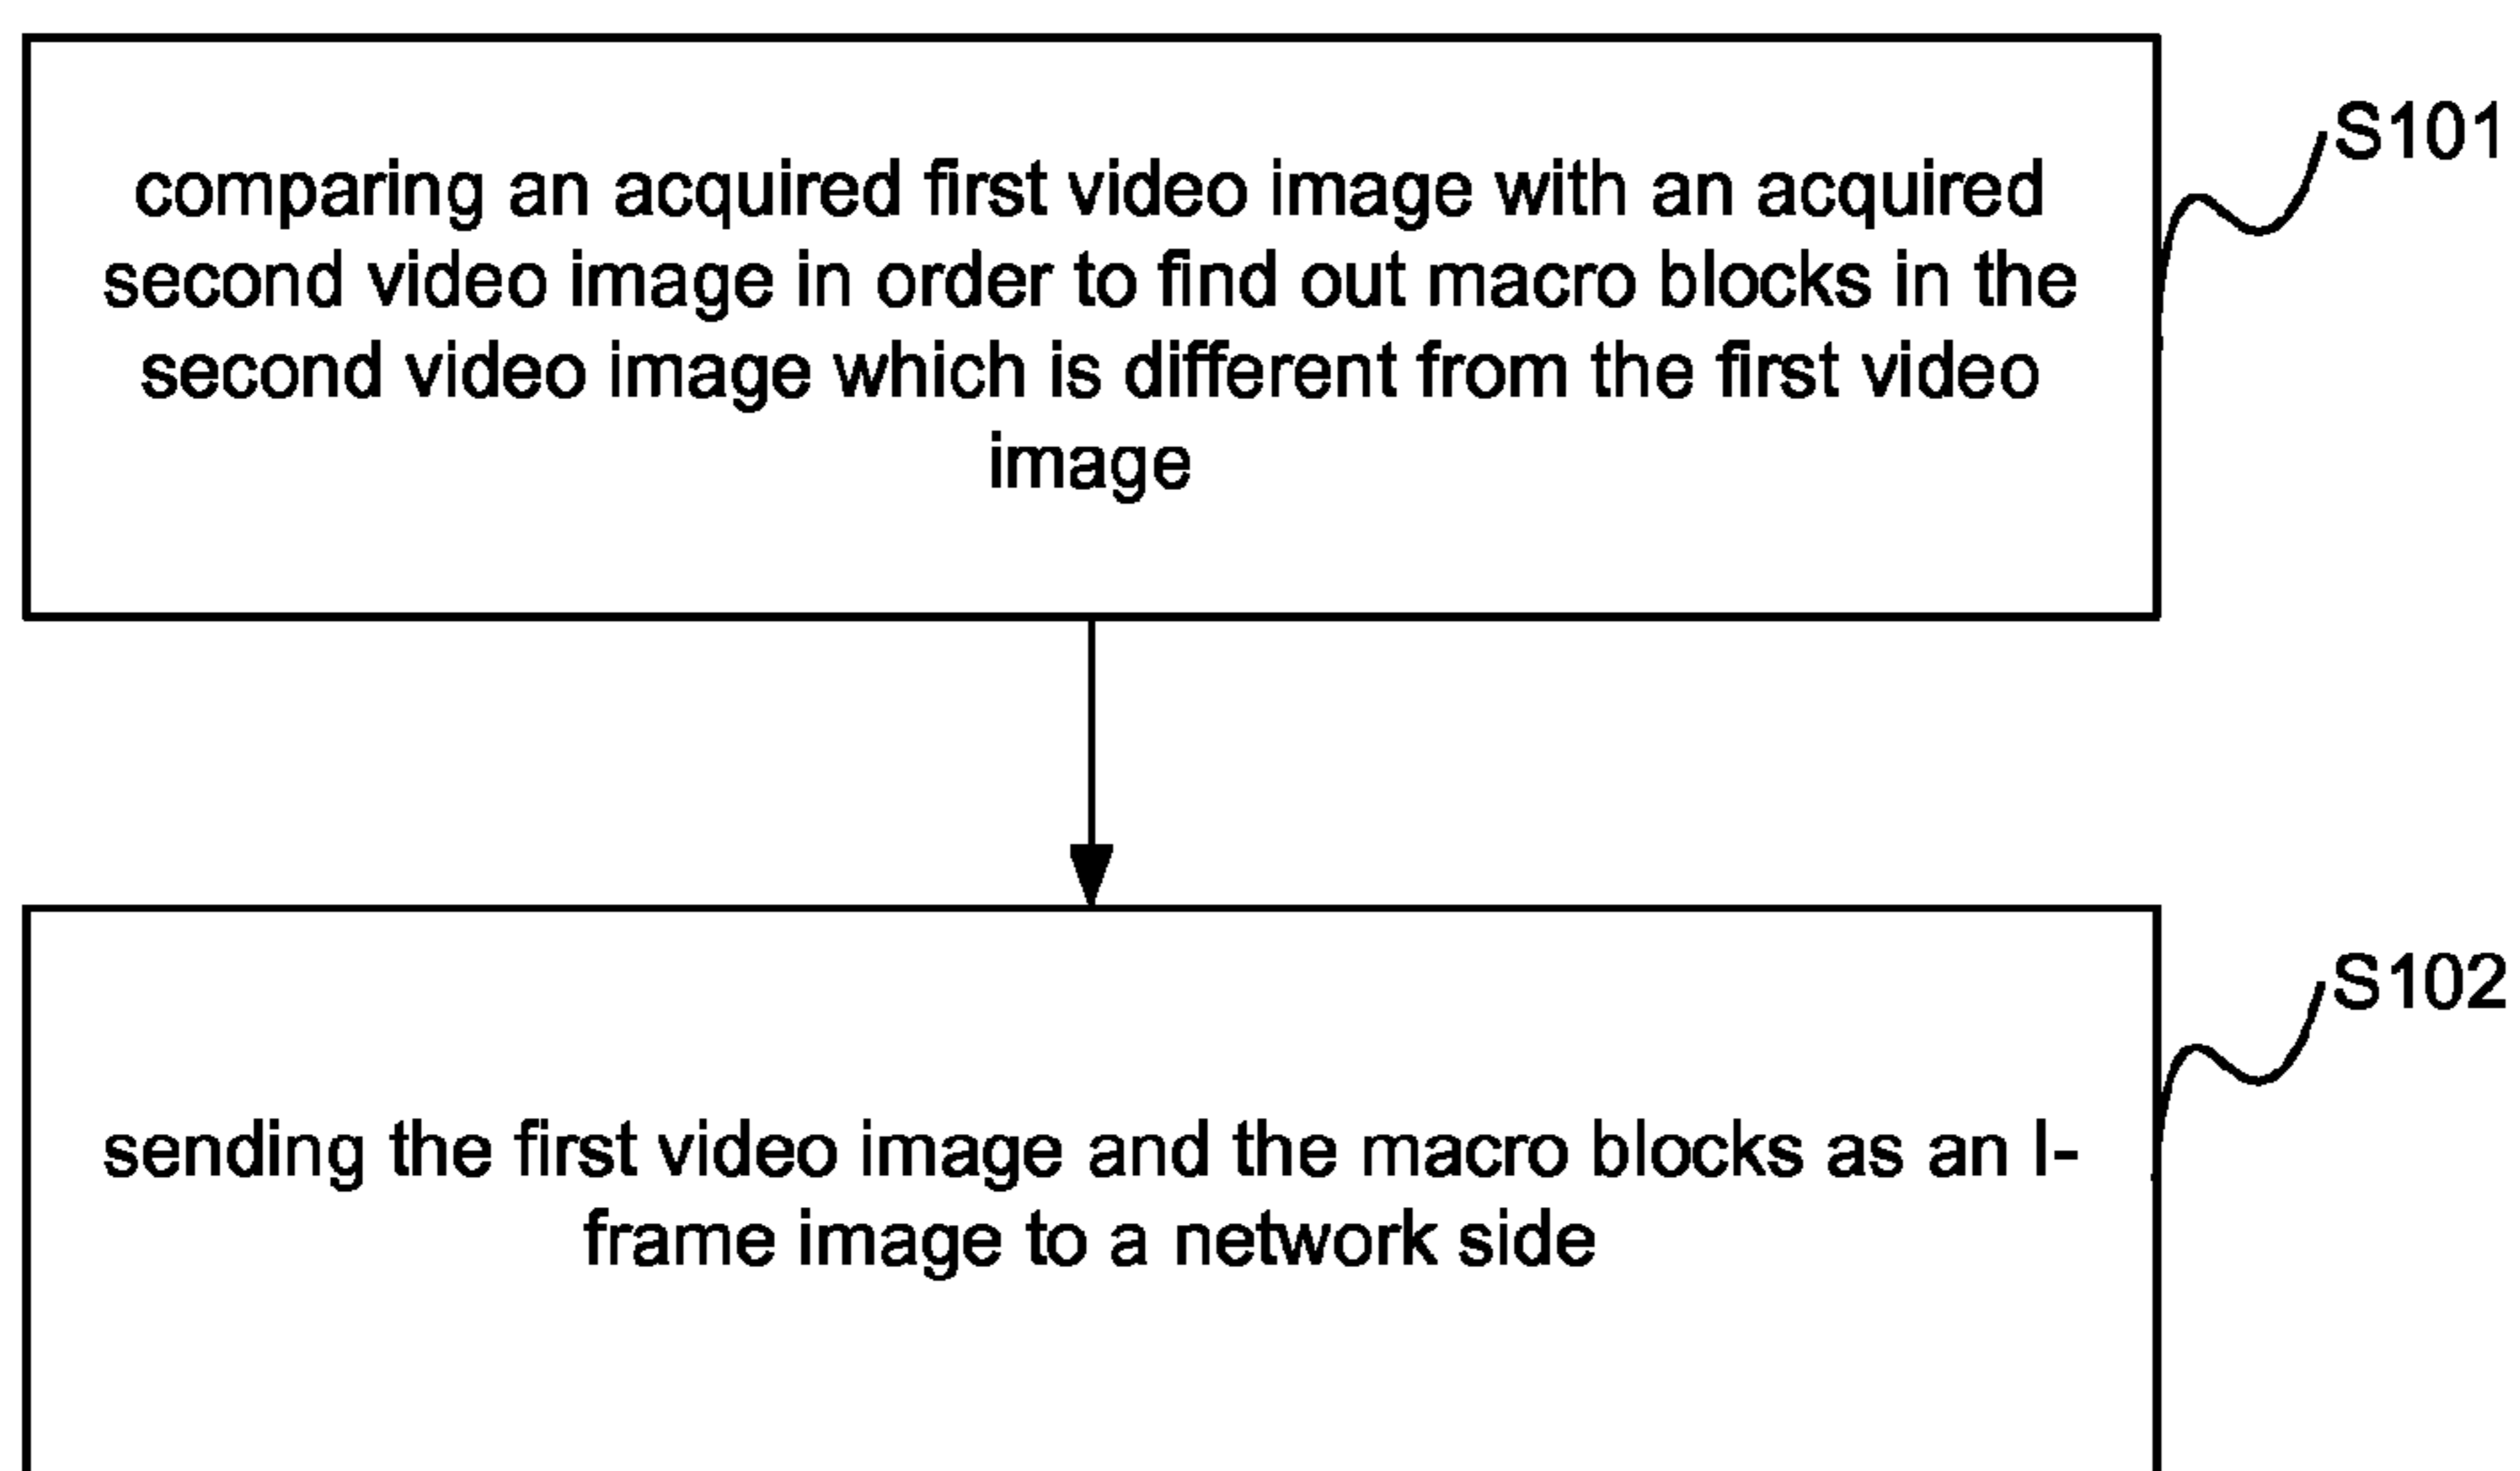 S101
comparing an acquired first video image with an acquired
second video image in order to find out macro blocks in the
second video image which is different from the first video
image
S102
sending the first video image and the macro blocks as an I-
frame image to a network side